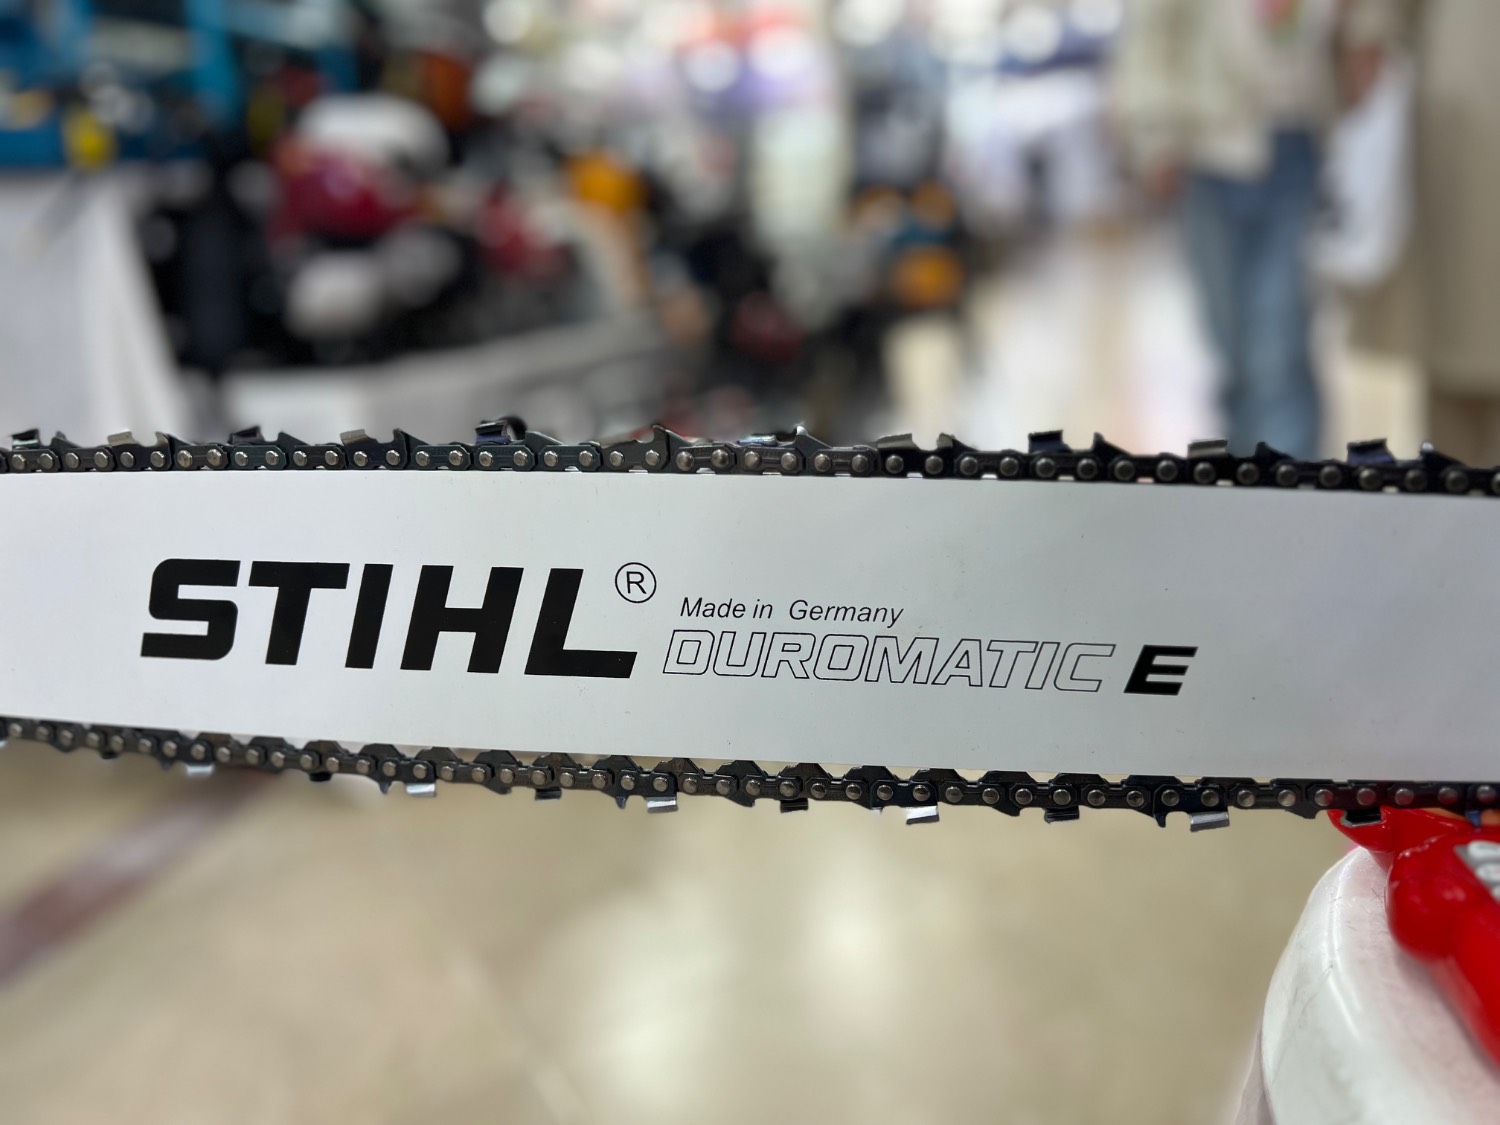 STIHL®
Made in Germany
DUROMATIC E